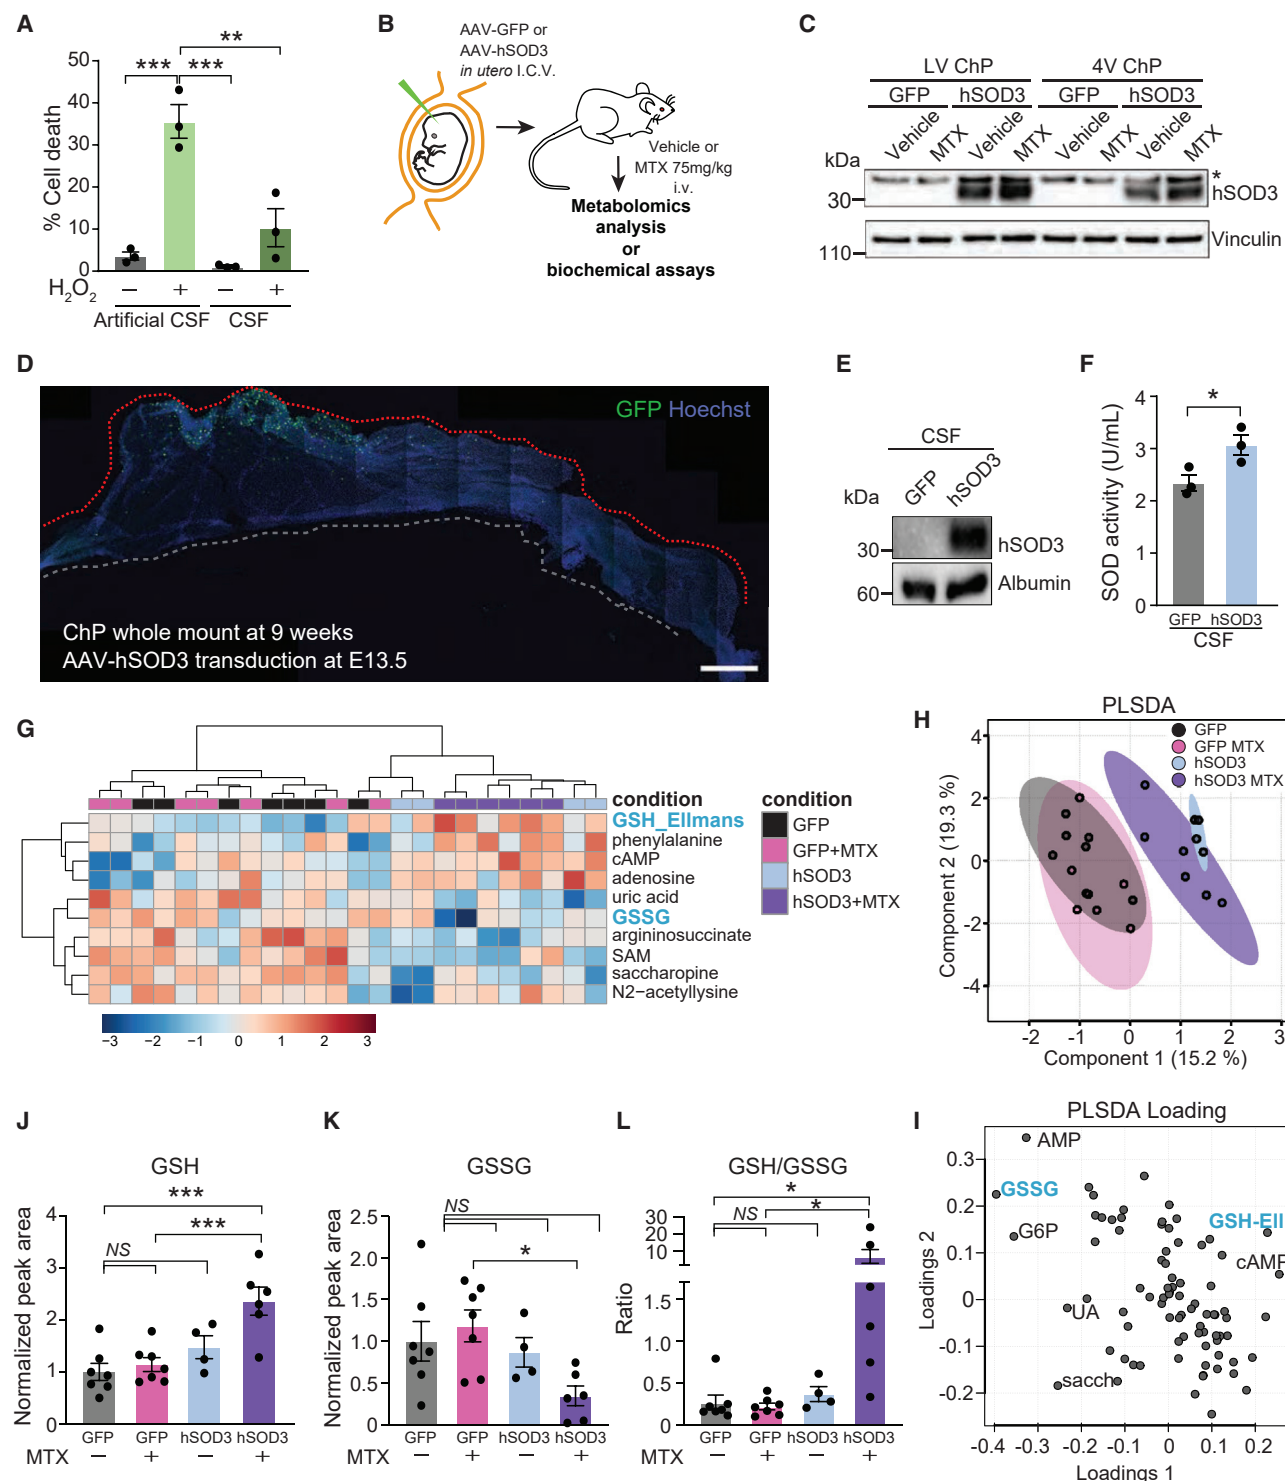 A
% Cell death
50
40
30
20
10
0
***
***
**
H2O2
− + − +
Artificial CSF
CSF
B
AAV-GFP or
AAV-hSOD3
in utero I.C.V.
Vehicle or
MTX 75mg/kg
i.v.
Metabolomics
analysis
or
biochemical assays
C
LV ChP
4V ChP
GFP
hSOD3
GFP
hSOD3
Vehicle
MTX
Vehicle
MTX
Vehicle
MTX
Vehicle
MTX
kDa
30
110
*
hSOD3
Vinculin
D
GFP Hoechst
ChP whole mount at 9 weeks
AAV-hSOD3 transduction at E13.5
E
CSF
GFP
hSOD3
kDa
30
60
hSOD3
Albumin
F
SOD activity (U/mL)
4
3
2
1
0
*
GFP hSOD3
CSF
G
condition
GSH_Ellmans
phenylalanine
cAMP
adenosine
uric acid
GSSG
argininosuccinate
SAM
saccharopine
N2−acetyllysine
−3 −2 −1 0 1 2 3
condition
GFP
GFP+MTX
hSOD3
hSOD3+MTX
H
PLSDA
GFP
GFP MTX
hSOD3
hSOD3 MTX
Component 2 (19.3 %)
4
2
0
-2
-4
-2 -1 0 1 2 3
Component 1 (15.2 %)
J
GSH
***
***
NS
Normalized peak area
4
3
2
1
0
GFP GFP hSOD3 hSOD3
MTX − + − +
K
GSSG
NS
*
Normalized peak area
2.5
2.0
1.5
1.0
0.5
0
GFP GFP hSOD3 hSOD3
− + − +
L
GSH/GSSG
*
NS
*
Ratio
30
20
10
1.5
1.0
0.5
0
GFP GFP hSOD3 hSOD3
MTX − + − +
I
PLSDA Loading
AMP
GSSG
G6P
GSH-Ell
cAMP
UA
sacch
Loadings 2
0.3
0.1
0
-0.1
-0.2
-0.4 -0.3 -0.2 -0.1 0 0.1 0.2
Loadings 1